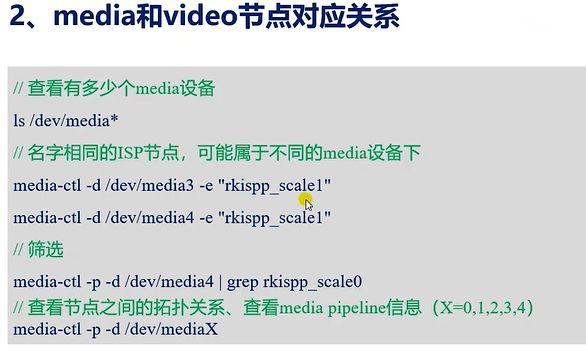 2、media和video节点对应关系
// 查看有多少个media设备
ls /dev/media*
// 名字相同的ISP节点，可能属于不同的media设备下
media-ctl -d /dev/media3 -e "rkispp_scale1"
media-ctl -d /dev/media4 -e "rkispp_scale1"
// 筛选
media-ctl -p -d /dev/media4 | grep rkispp_scale0
// 查看节点之间的拓扑关系、查看media pipeline信息（X=0,1,2,3,4）
media-ctl -p -d /dev/mediaX